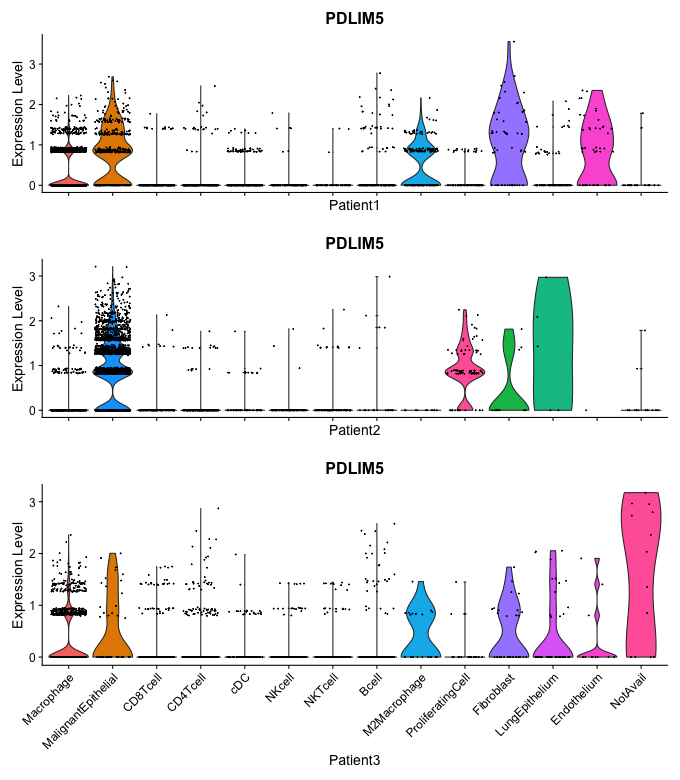 PDLIM5
Expression Level
3
2
1
0
Patient1
PDLIM5
Expression Level
3
2
1
0
Patient2
PDLIM5
Expression Level
3
2
1
0
Macrophage
MalignantEpithelial
CD8Tcell
CD4Tcell
cDC
NKcell
NKTcell
Bcell
M2Macrophage
ProliferatingCell
Fibroblast
LungEpithelium
Endothelium
NotAvail
Patient3